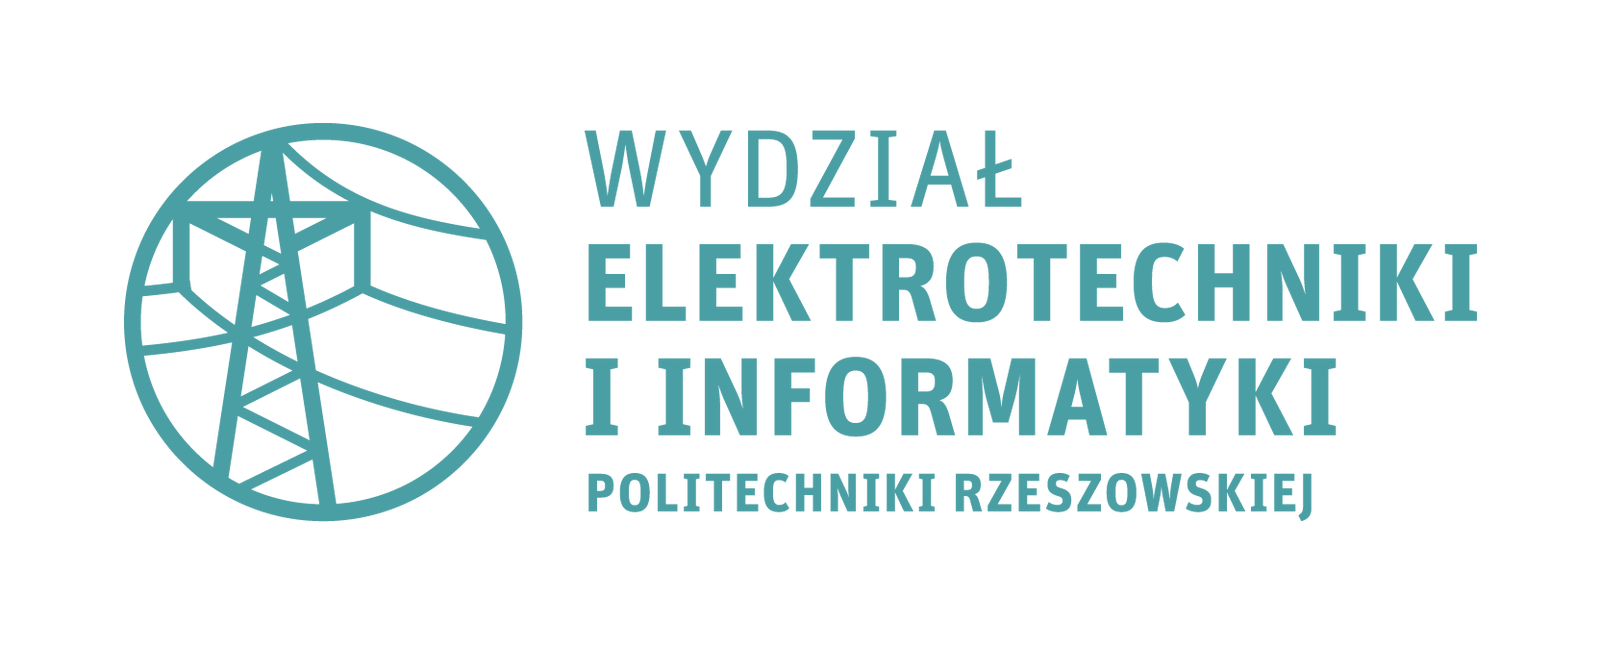 WYDZIAŁ
ELEKTROTECHNIKI
I INFORMATYKI
POLITECHNIKI RZESZOWSKIEJ